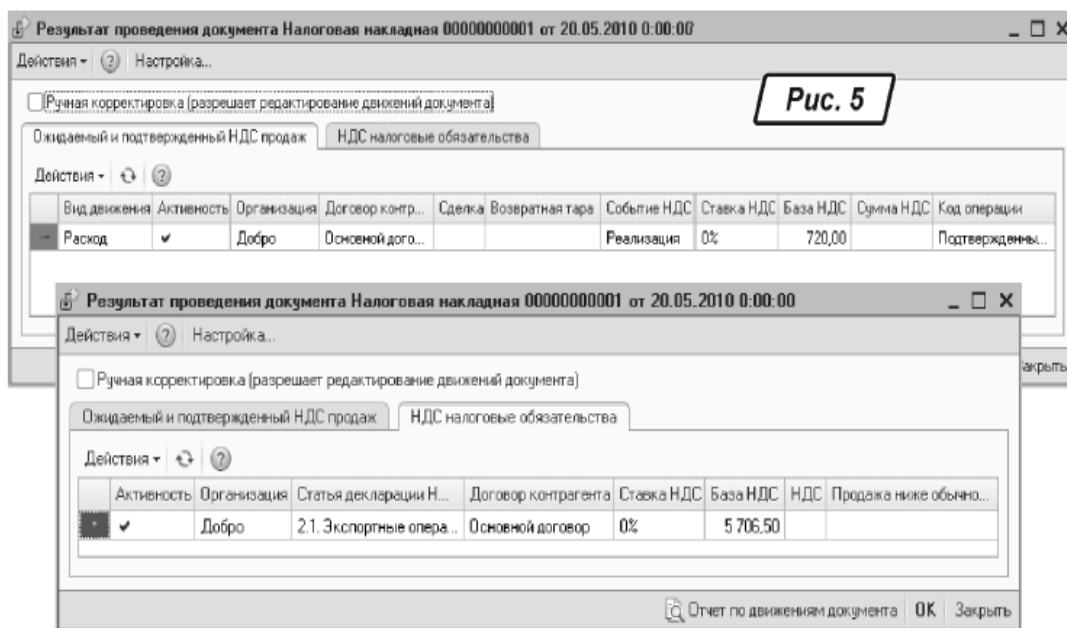 Результат проведения документа Налоговая накладная 00000000001 от 20.05.2010 0:00:00
Действия ? Настройка...
Ручная корректировка (разрешает редактирование движений документа)
Рис. 5
Ожидаемый и подтвержденный НДС продаж НДС налоговые обязательства
Действия ?
Вид движения Активность Организация Договор контр... Сделка Возвратная тара Событие НДС Ставка НДС База НДС Сумма НДС Код операции
Расход Добро Основной дого... Реализация 0% 720,00 Подтвержденны...
Результат проведения документа Налоговая накладная 00000000001 от 20.05.2010 0:00:00
Действия ? Настройка...
Закрыть
Ручная корректировка (разрешает редактирование движений документа)
Ожидаемый и подтвержденный НДС продаж НДС налоговые обязательства
Действия ?
Активность Организация Статья декларации Н... Договор контрагента Ставка НДС База НДС НДС Продажа ниже обычно...
Добро 2.1. Экспортные опера... Основной договор 0% 5 706,50
Отчет по движениям документа OK Закрыть